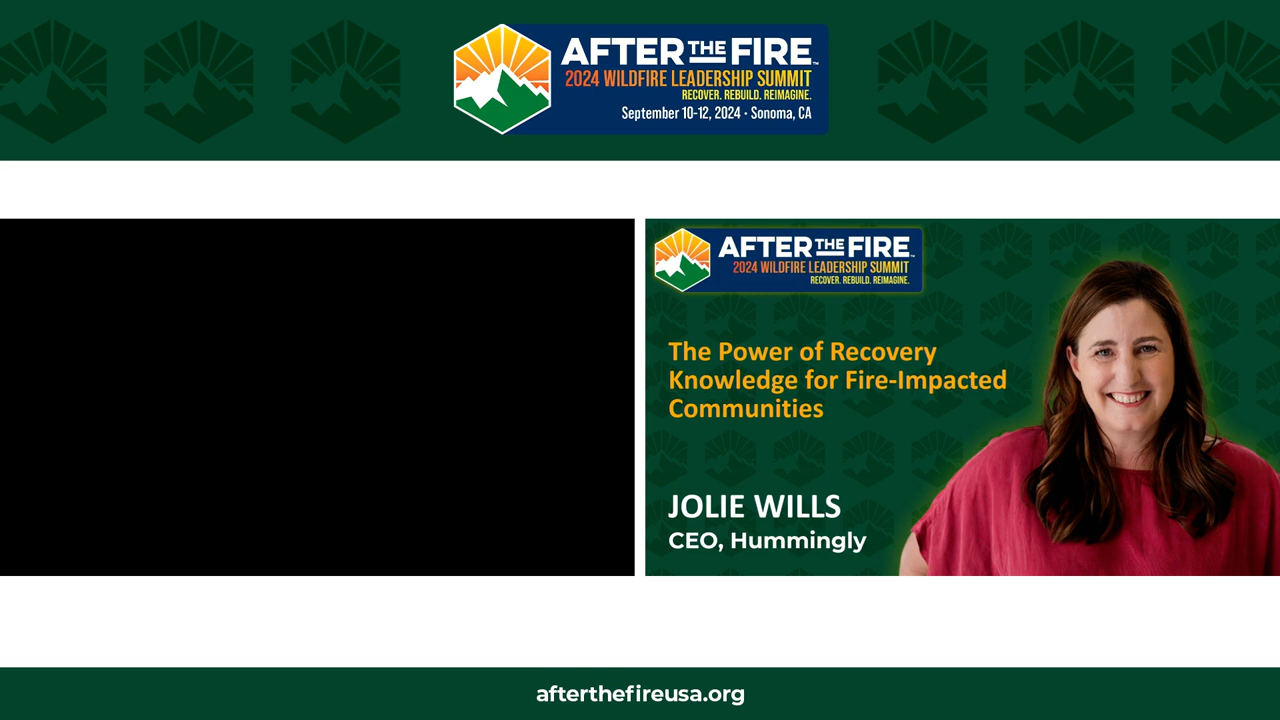 AFTER THE FIRE™
2024 WILDFIRE LEADERSHIP SUMMIT
RECOVER. REBUILD. REIMAGINE.
September 10-12, 2024 • Sonoma, CA
AFTER THE FIRE™
2024 WILDFIRE LEADERSHIP SUMMIT
RECOVER. REBUILD. REIMAGINE.
The Power of Recovery
Knowledge for Fire-Impacted
Communities
JOLIE WILLS
CEO, Hummingly
afterthefireusa.org